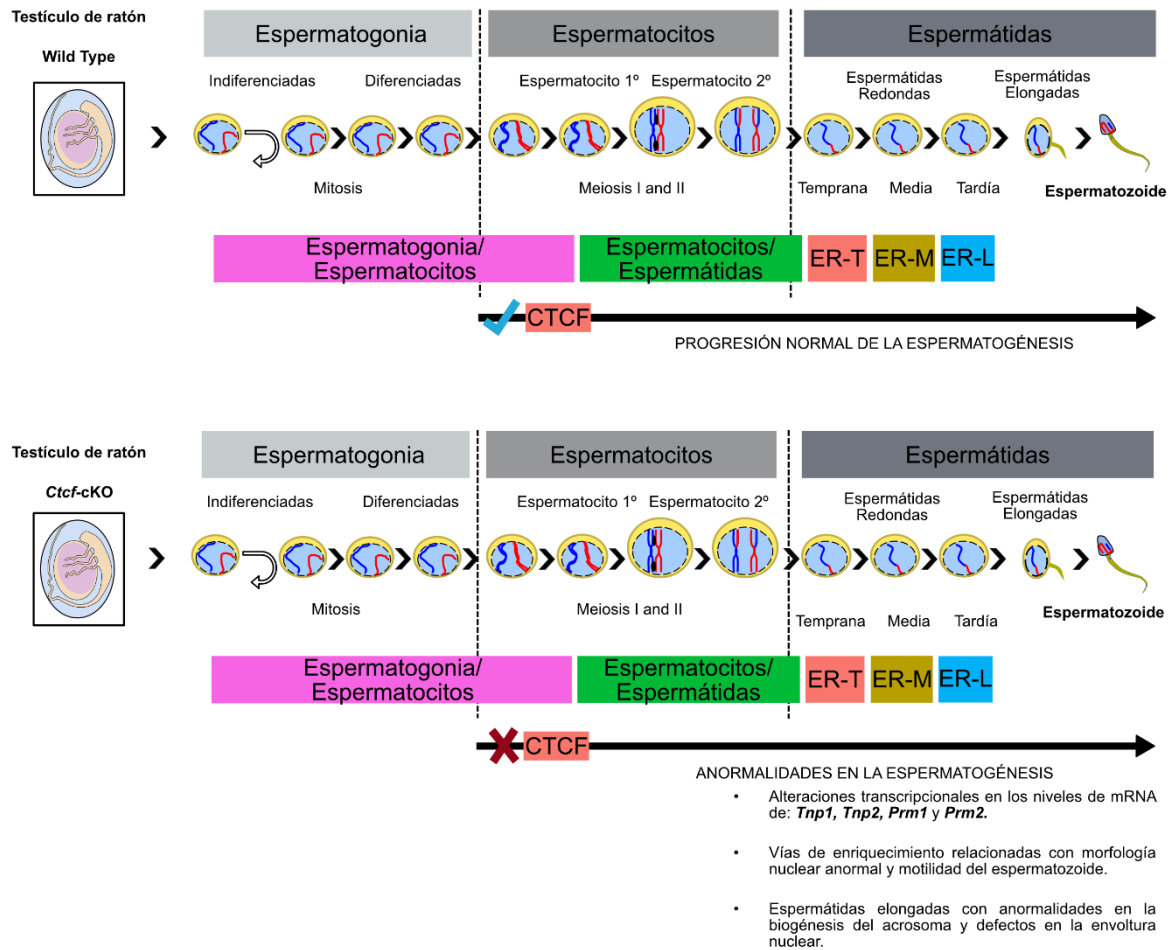 Testículo de ratón
Wild Type
Espermatogonia
Espermatocitos
Espermátidas
Indiferenciadas
Diferenciadas
Espermatocito 1º
Espermatocito 2º
Espermátidas
Redondas
Espermátidas
Elongadas
Mitosis
Meiosis I and II
Temprana
Media
Tardía
Espermatozoide
Espermatogonia/
Espermatocitos
Espermatocitos/
Espermátidas
ER-T
ER-M
ER-L
CTCF
PROGRESIÓN NORMAL DE LA ESPERMATOGÉNESIS
Testículo de ratón
Ctcf-cKO
Espermatogonia
Espermatocitos
Espermátidas
Indiferenciadas
Diferenciadas
Espermatocito 1º
Espermatocito 2º
Espermátidas
Redondas
Espermátidas
Elongadas
Mitosis
Meiosis I and II
Temprana
Media
Tardía
Espermatozoide
Espermatogonia/
Espermatocitos
Espermatocitos/
Espermátidas
ER-T
ER-M
ER-L
CTCF
ANORMALIDADES EN LA ESPERMATOGÉNESIS
• Alteraciones transcripcionales en los niveles de mRNA
de: Tnp1, Tnp2, Prm1 y Prm2.
• Vías de enriquecimiento relacionadas con morfología
nuclear anormal y motilidad del espermatozoide.
• Espermátidas elongadas con anormalidades en la
biogénesis del acrosoma y defectos en la envoltura
nuclear.